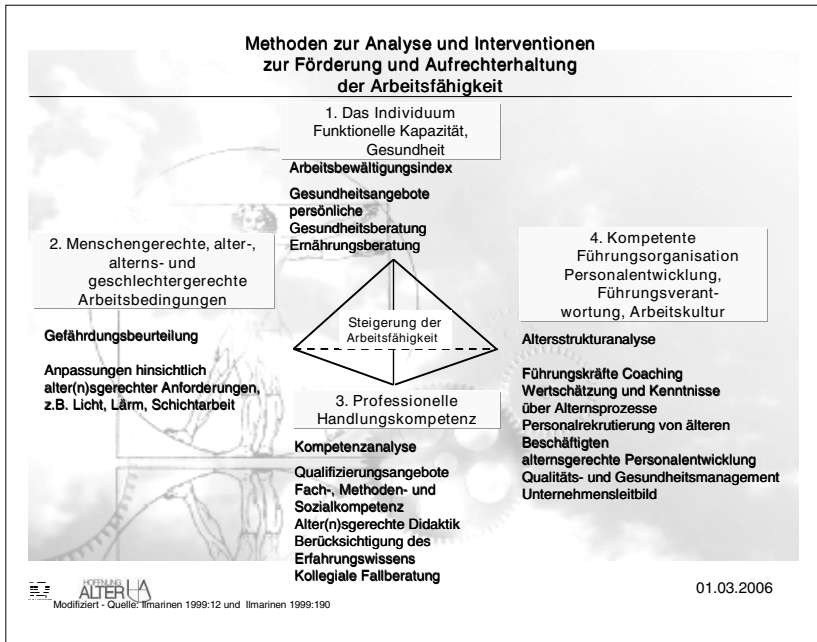 Methoden zur Analyse und Interventionen
zur Förderung und Aufrechterhaltung
der Arbeitsfähigkeit
1. Das Individuum
Funktionelle Kapazität,
Gesundheit
Arbeitsbewältigungsindex
Gesundheitsangebote
persönliche
Gesundheitsberatung
Ernährungsberatung
2. Menschengerechte, alter-,
alterns- und
geschlechtergerechte
Arbeitsbedingungen
Gefährdungsbeurteilung
Anpassungen hinsichtlich
alter(n)sgerechter Anforderungen,
z.B. Licht, Lärm, Schichtarbeit
Steigerung der
Arbeitsfähigkeit
3. Professionelle
Handlungskompetenz
Kompetenzanalyse
Qualifizierungsangebote
Fach-, Methoden- und
Sozialkompetenz
Alter(n)sgerechte Didaktik
Berücksichtigung des
Erfahrungswissens
Kollegiale Fallberatung
4. Kompetente
Führungsorganisation
Personalentwicklung,
Führungsverant-
wortung, Arbeitskultur
Altersstrukturanalyse
Führungskräfte Coaching
Wertschätzung und Kenntnisse
über Alternsprozesse
Personalrekrutierung von älteren
Beschäftigten
alternsgerechte Personalentwicklung
Qualitäts- und Gesundheitsmanagement
Unternehmensleitbild
HOFFNUNG
ALTER
Modifiziert - Quelle: Ilmarinen 1999:12 und Ilmarinen 1999:190
01.03.2006